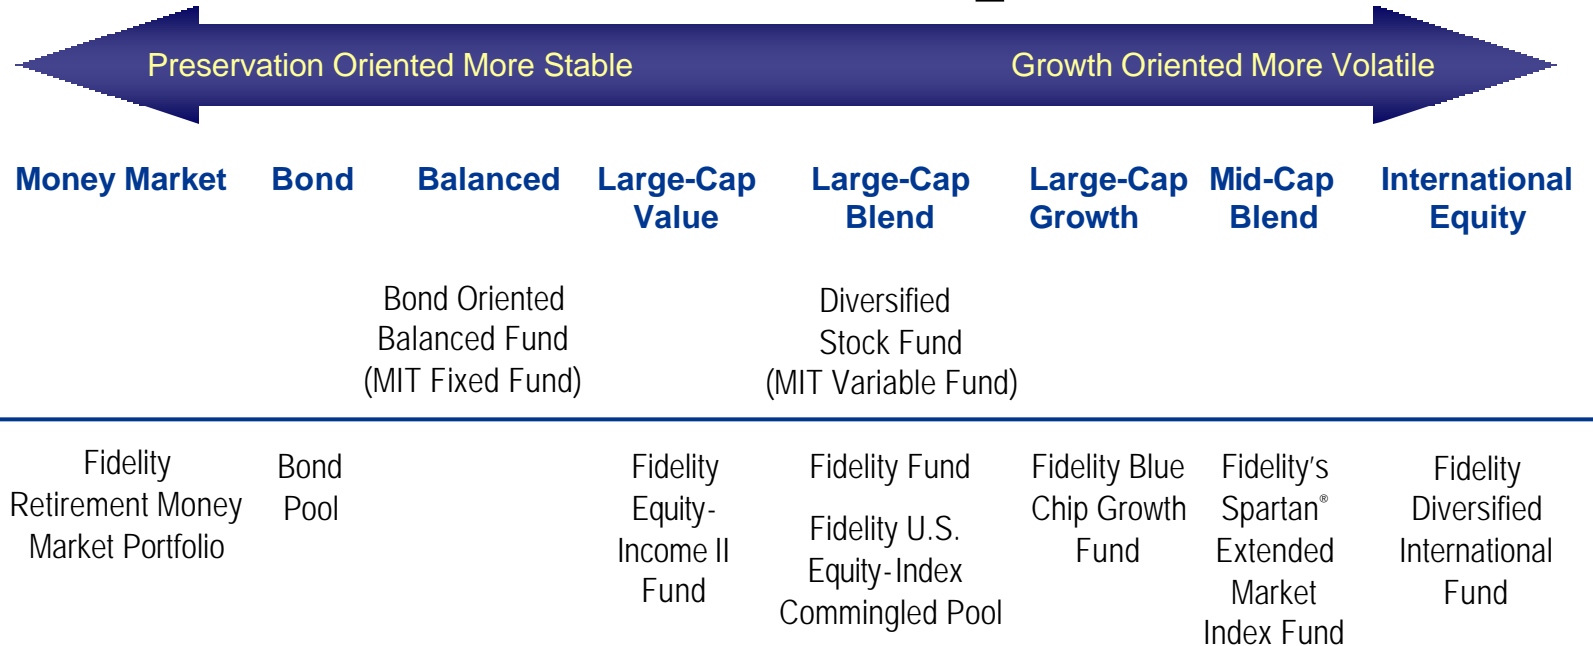 Preservation Oriented More Stable
Growth Oriented More Volatile
Money Market
Bond
Balanced
Large-Cap
Value
Large-Cap
Blend
Large-Cap
Growth
Mid-Cap
Blend
International
Equity
Bond Oriented
Balanced Fund
(MIT Fixed Fund)
Diversified
Stock Fund
(MIT Variable Fund)
Fidelity
Retirement Money
Market Portfolio
Bond
Pool
Fidelity
Equity-
Income II
Fund
Fidelity Fund
Fidelity U.S.
Equity-Index
Commingled Pool
Fidelity Blue
Chip Growth
Fund
Fidelity's
Spartan®
Extended
Market
Index Fund
Fidelity
Diversified
International
Fund